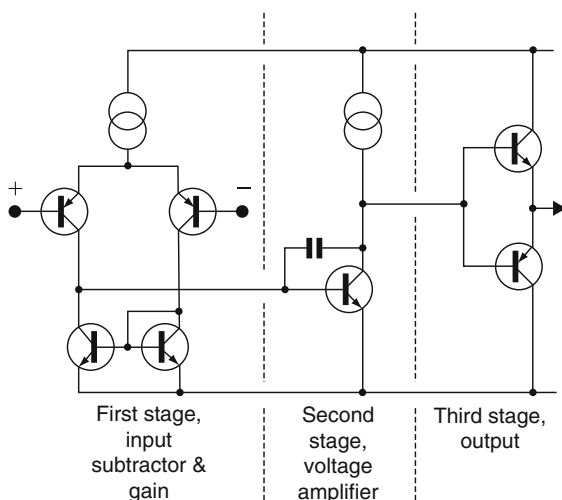 +
−
First stage,
input
subtractor &
gain
Second
stage,
voltage
amplifier
Third stage,
output